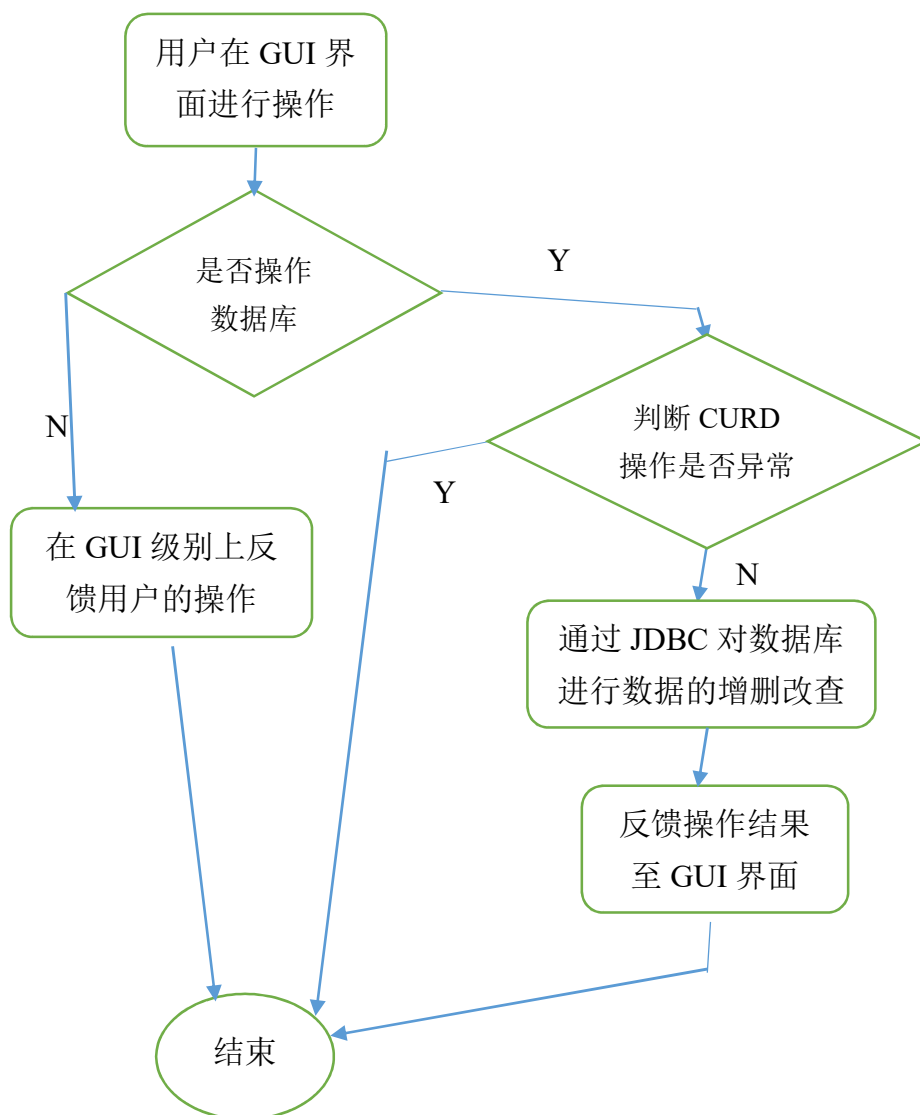 用户在 GUI 界
面进行操作
是否操作
数据库
Y
N
判断 CURD
操作是否异常
Y
在 GUI 级别上反
馈用户的操作
N
通过 JDBC 对数据库
进行数据的增删改查
反馈操作结果
至 GUI 界面
结束